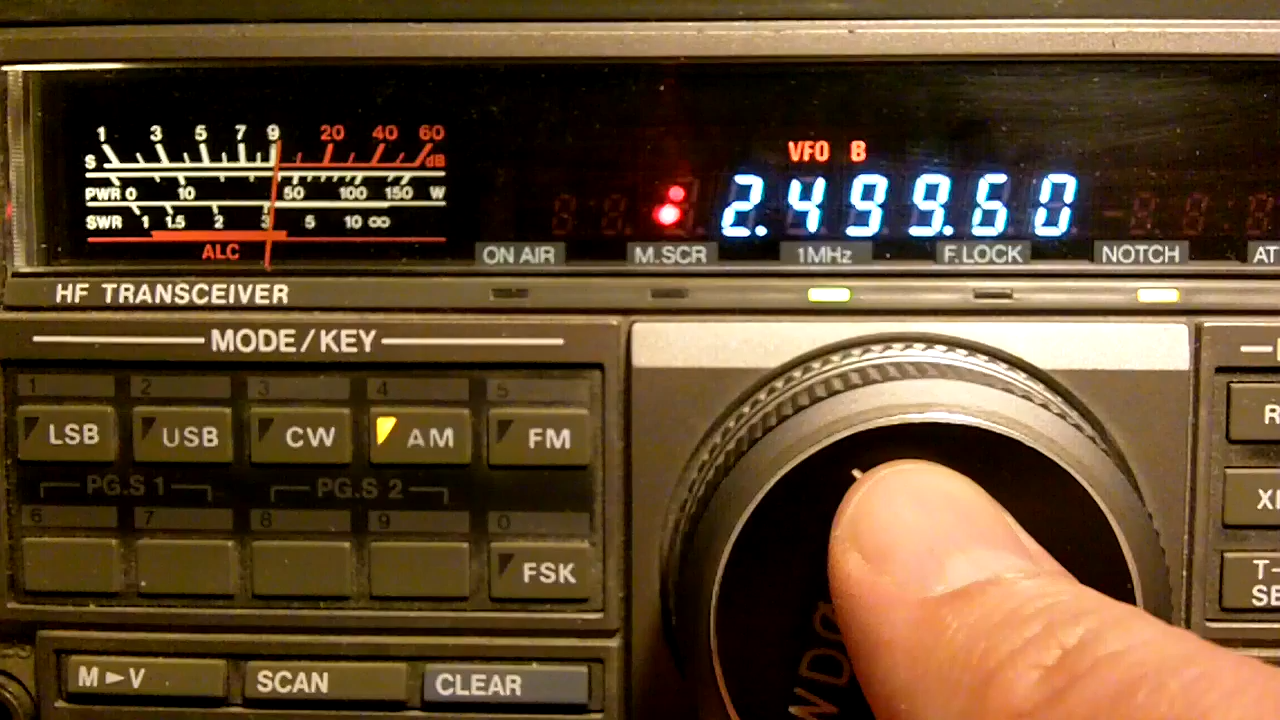 1 3 5 7 9 20 40 60
S dB
PWR 0 10 50 100 150 W
SWR 1 1.5 2 3 5 10 ∞
ALC
VFO B
2.499.60
ON AIR M.SCR 1MHz F.LOCK NOTCH AT
HF TRANSCEIVER
MODE/KEY
1 2 3 4 5
LSB USB CW AM FM
PG.S 1 PG.S 2
6 7 8 9 0
FSK
T-
M►V SCAN CLEAR